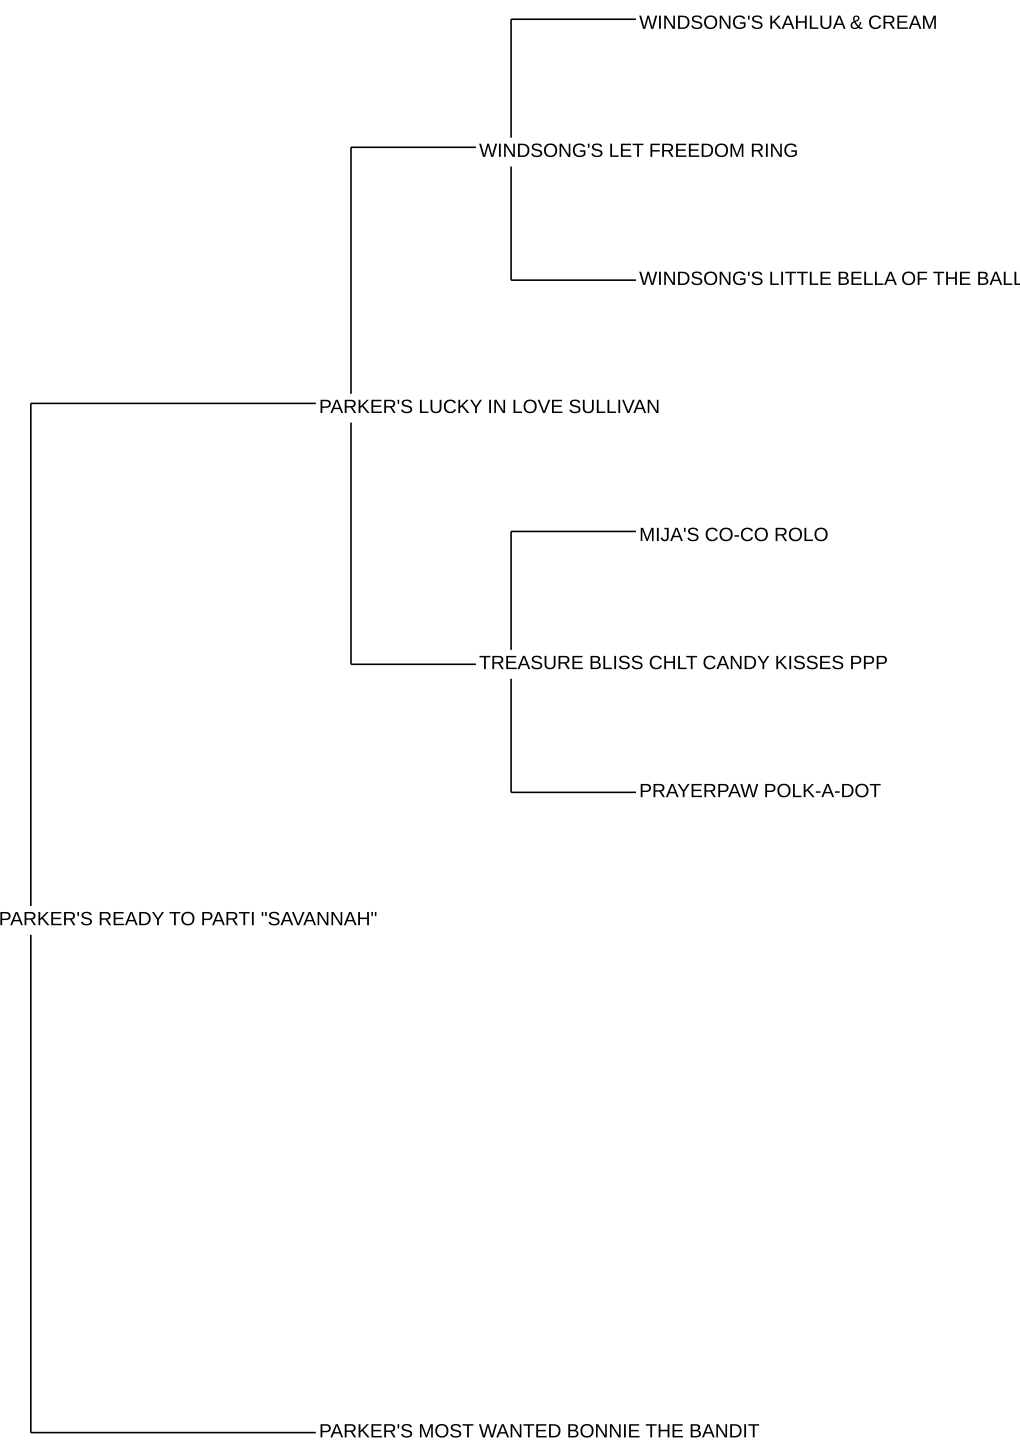 WINDSONG'S KAHLUA & CREAM
WINDSONG'S LET FREEDOM RING
WINDSONG'S LITTLE BELLA OF THE BALL
PARKER'S LUCKY IN LOVE SULLIVAN
MIJA'S CO-CO ROLO
TREASURE BLISS CHLT CANDY KISSES PPP
PRAYERPAW POLK-A-DOT
PARKER'S READY TO PARTI "SAVANNAH"
PARKER'S MOST WANTED BONNIE THE BANDIT